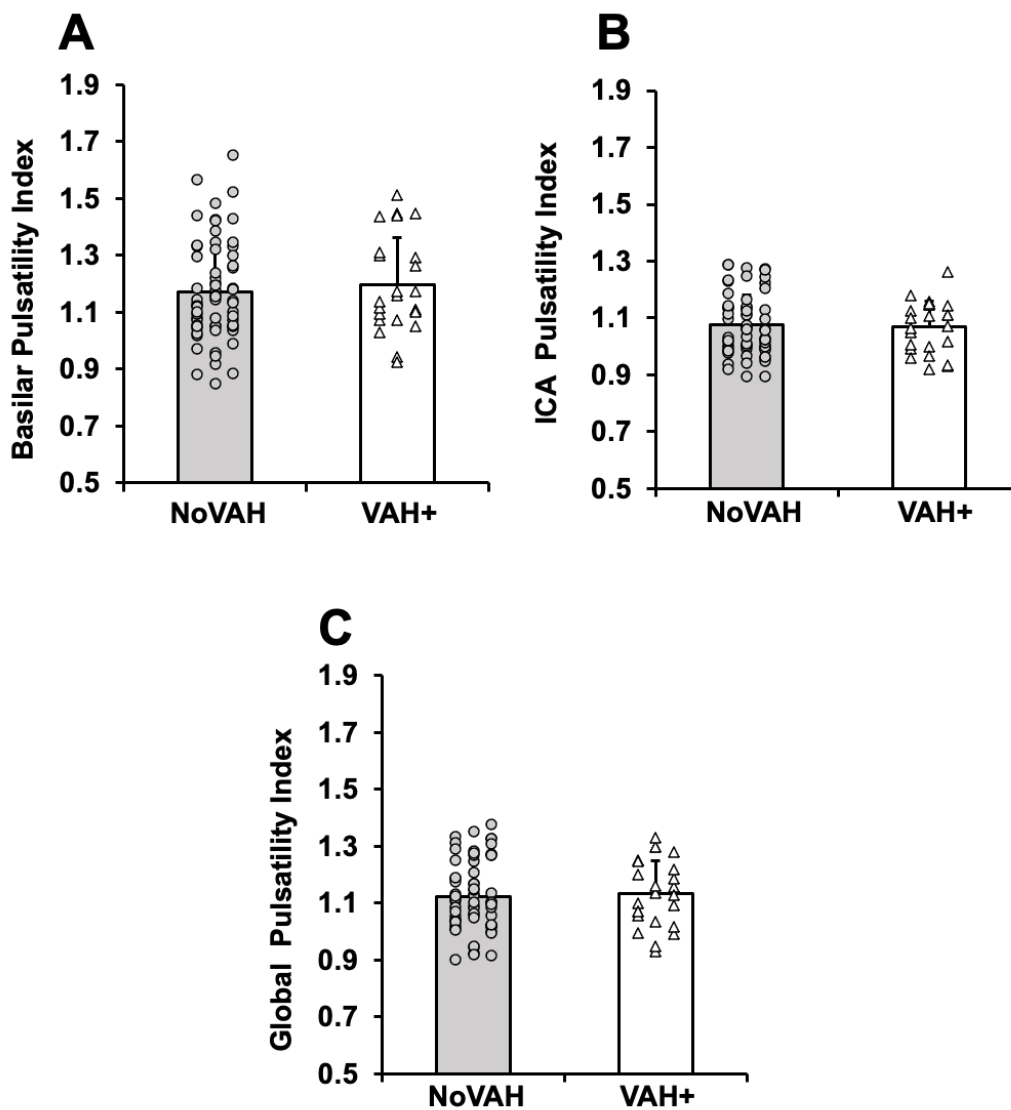 A
Basilar Pulsatility Index
1.9
1.7
1.5
1.3
1.1
0.9
0.7
0.5
NoVAH VAH+
B
ICA Pulsatility Index
1.9
1.7
1.5
1.3
1.1
0.9
0.7
0.5
NoVAH VAH+
C
Global Pulsatility Index
1.9
1.7
1.5
1.3
1.1
0.9
0.7
0.5
NoVAH VAH+